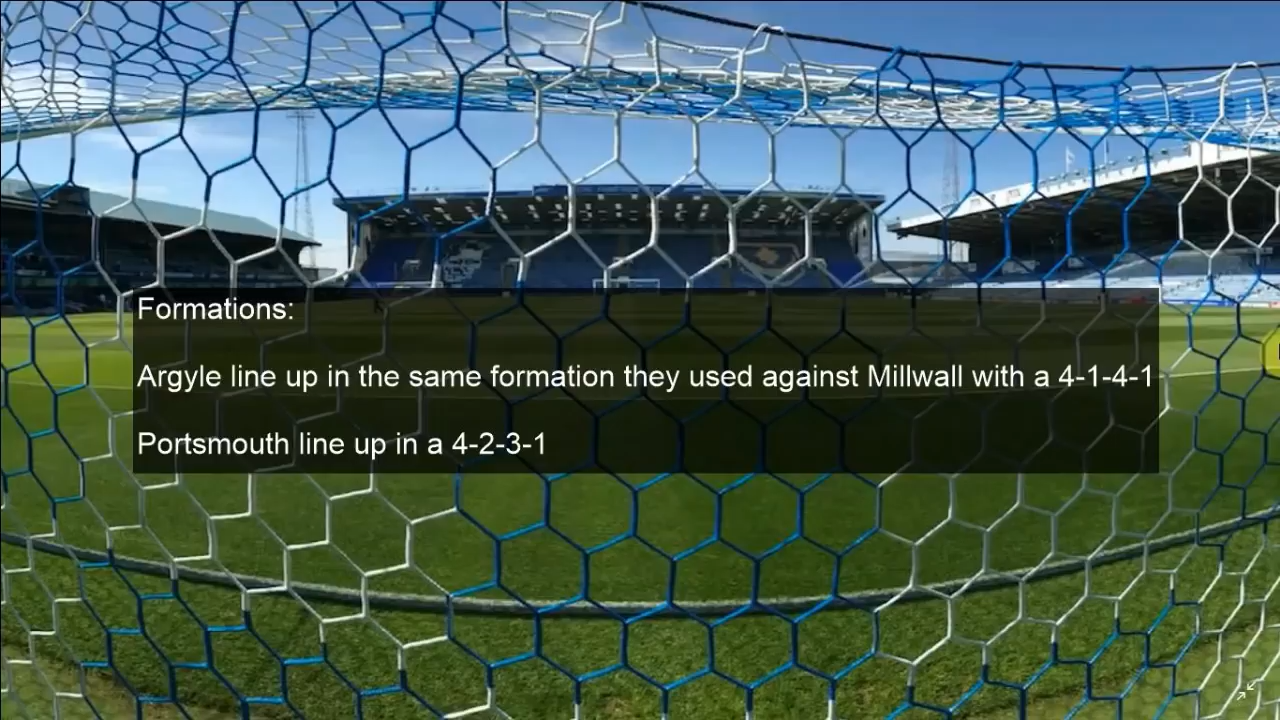 Formations:
Argyle line up in the same formation they used against Millwall with a 4-1-4-1
Portsmouth line up in a 4-2-3-1